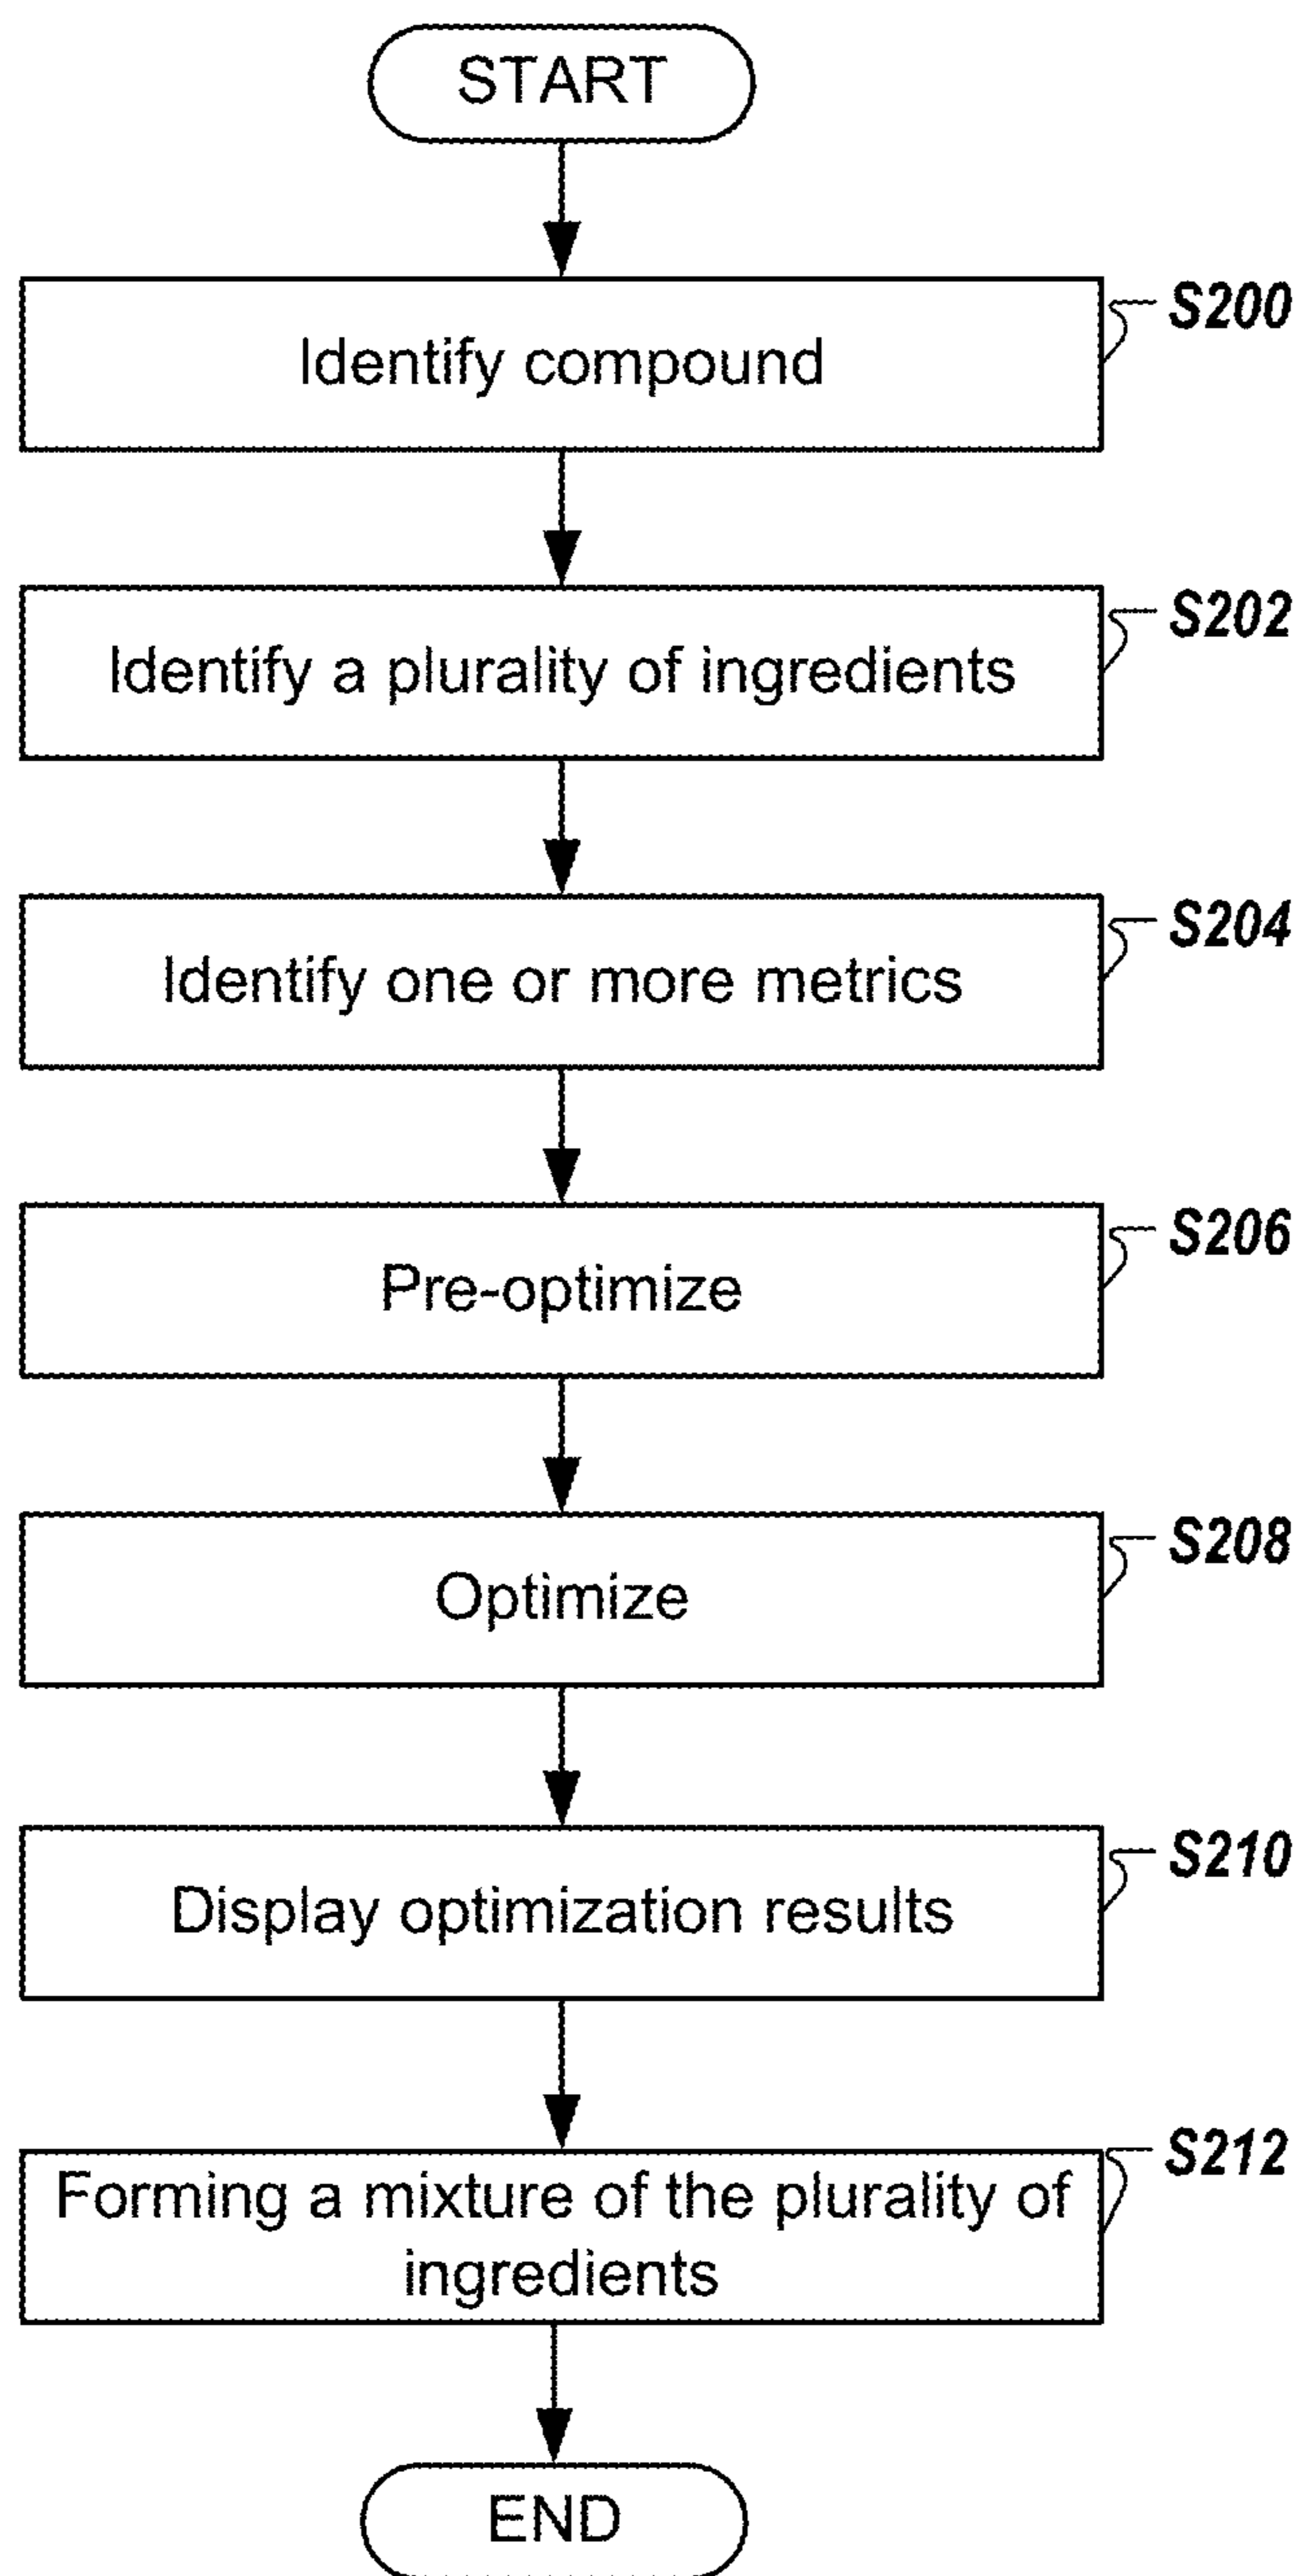 START
Identify compound
S200
Identify a plurality of ingredients
S202
Identify one or more metrics
S204
Pre-optimize
S206
Optimize
S208
Display optimization results
S210
Forming a mixture of the plurality of
ingredients
S212
END